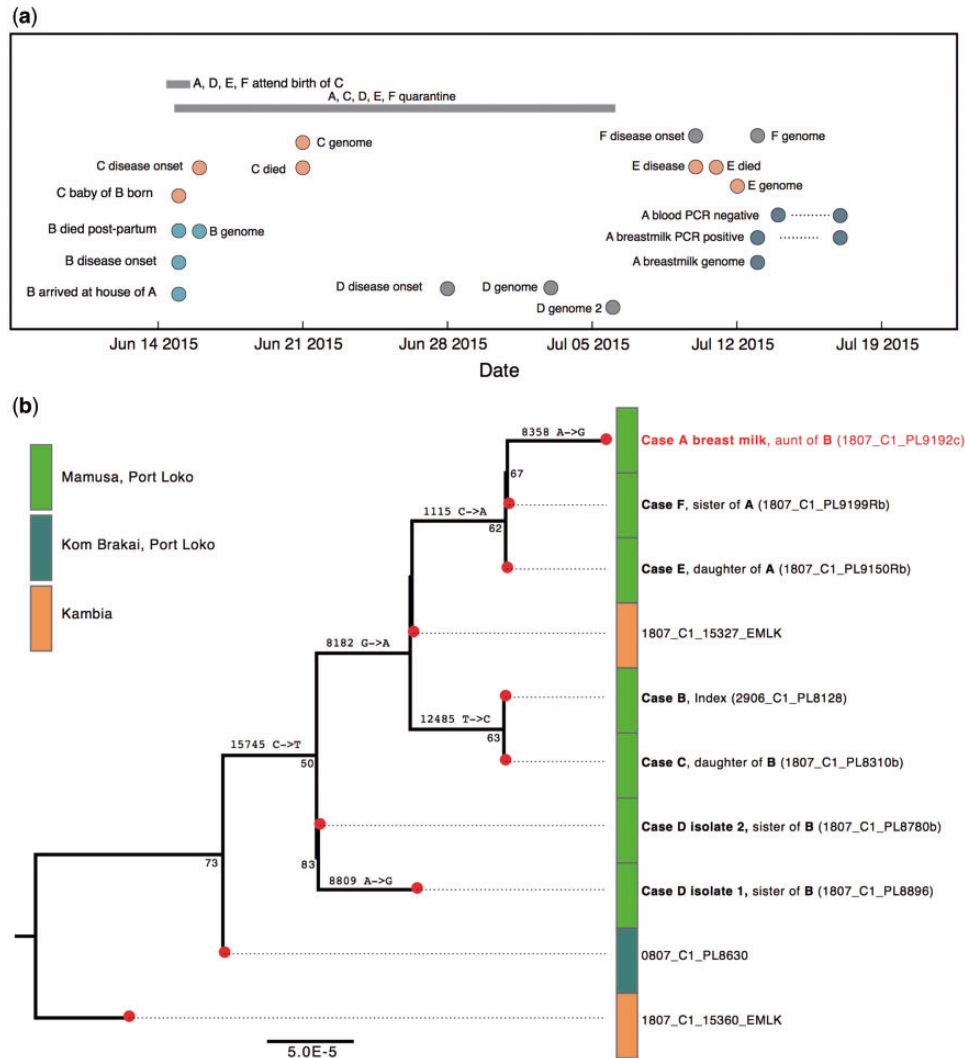 (a)
A, D, E, F attend birth of C
A, C, D, E, F quarantine
C genome
F disease onset
F genome
C disease onset
C died
E disease
E died
E genome
C baby of B born
A blood PCR negative
B died post-partum
B genome
A breastmilk PCR positive
B disease onset
A breastmilk genome
B arrived at house of A
D disease onset
D genome
D genome 2
Jun 14 2015
Jun 21 2015
Jun 28 2015
Jul 05 2015
Jul 12 2015
Jul 19 2015
Date
(b)
Mamusa, Port Loko
Kom Brakai, Port Loko
Kambia
8358 A->G
Case A breast milk, aunt of B (1807_C1_PL9192c)
67
Case F, sister of A (1807_C1_PL9199Rb)
1115 C->A
62
Case E, daughter of A (1807_C1_PL9150Rb)
1807_C1_15327_EMLK
8182 G->A
Case B, Index (2906_C1_PL8128)
12485 T->C
63
Case C, daughter of B (1807_C1_PL8310b)
15745 C->T
50
Case D isolate 2, sister of B (1807_C1_PL8780b)
83
73
8809 A->G
Case D isolate 1, sister of B (1807_C1_PL8896)
0807_C1_PL8630
1807_C1_15360_EMLK
5.0E-5